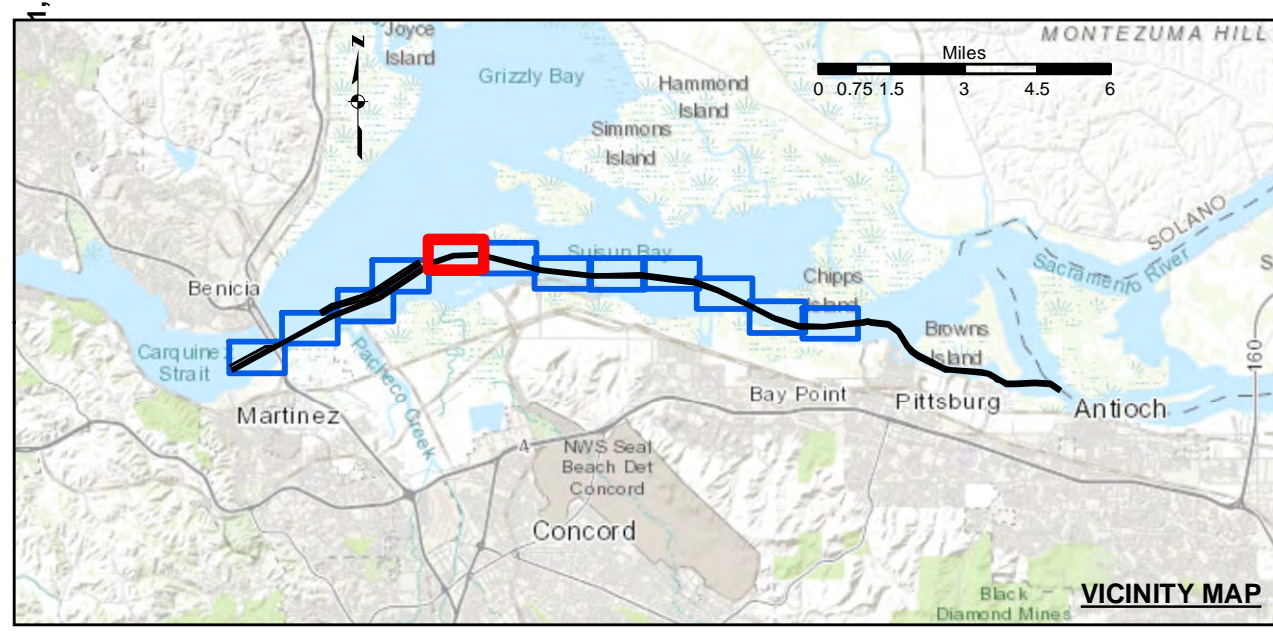 1,
Joyce
Island
N
MONTEZUMA HILL
Miles
0 0.75 1.5 3 4.5 6
Grizzly Bay
Hammond
Island
Simmons
Island
SOLANO
Suisun Bay
Sacramento River
S
Chipps
Island
Benicia
Browns
Island
Carquinez
Strait
Pacheco Creek
160
Martinez
Bay Point
Pittsburg
Antioch
4
NWS Seal
Beach Det
Concord
Concord
Black
Diamond Mines
VICINITY MAP